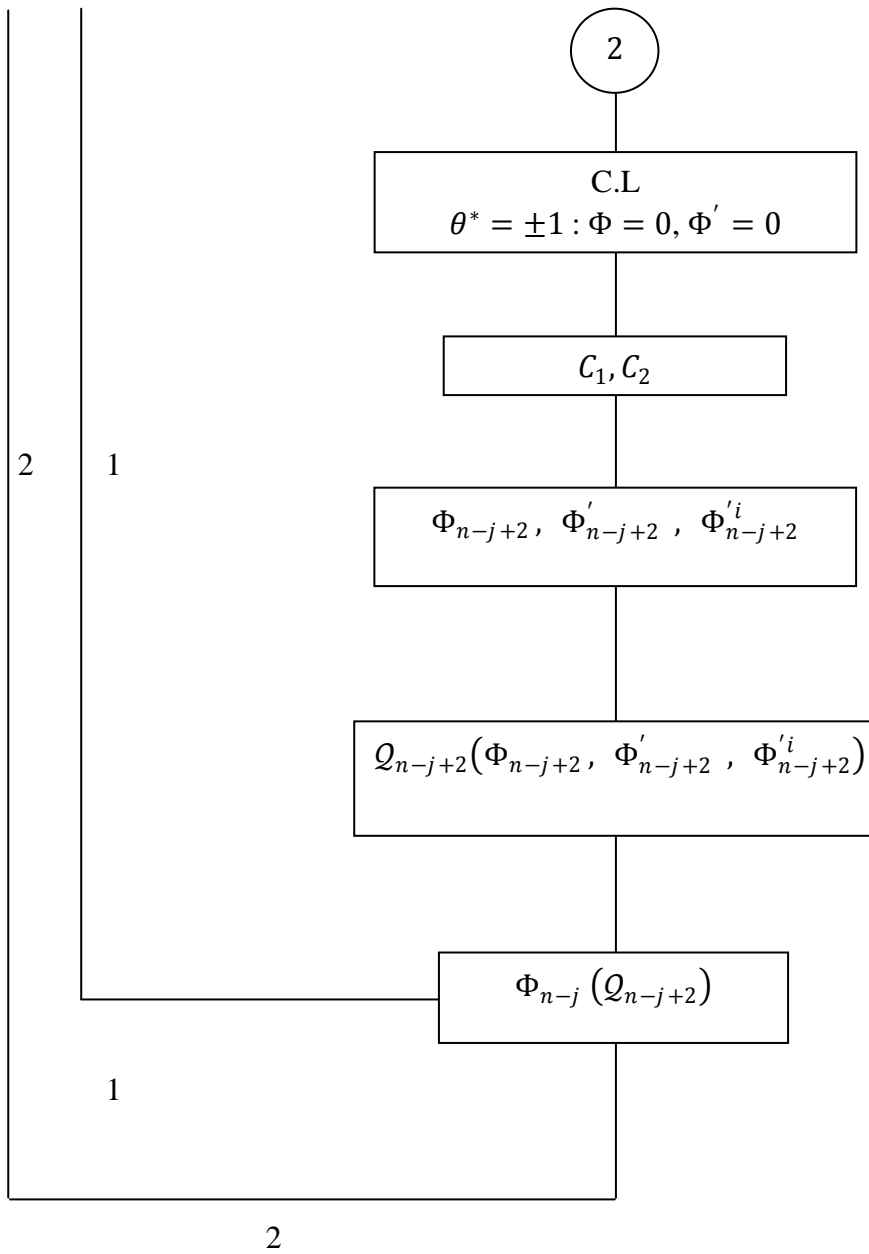 2
C.L
θ* = ±1 : Φ = 0, Φ′ = 0
C₁, C₂
2 1
Φₙ₋ⱼ₊₂ , Φ′ₙ₋ⱼ₊₂ , Φ′ⁱₙ₋ⱼ₊₂
𝒬ₙ₋ⱼ₊₂(Φₙ₋ⱼ₊₂ , Φ′ₙ₋ⱼ₊₂ , Φ′ⁱₙ₋ⱼ₊₂)
Φₙ₋ⱼ (𝒬ₙ₋ⱼ₊₂)
1
2